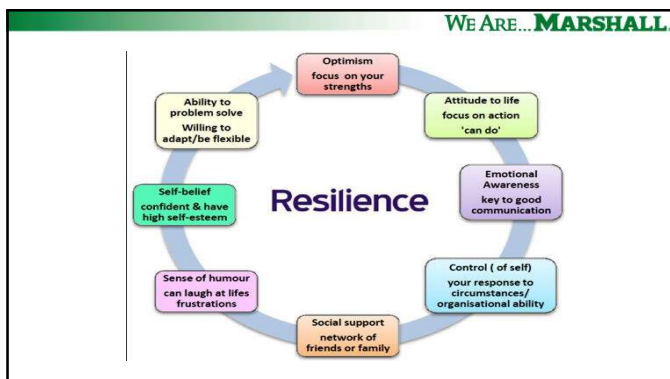 WE ARE... MARSHALL.
Optimism
focus on your
strengths
Attitude to life
focus on action
'can do'
Emotional
Awareness
key to good
communication
Control ( of self)
your response to
circumstances/
organisational ability
Social support
network of
friends or family
Sense of humour
can laugh at lifes
frustrations
Self-belief
confident & have
high self-esteem
Ability to
problem solve
Willing to
adapt/be flexible
Resilience